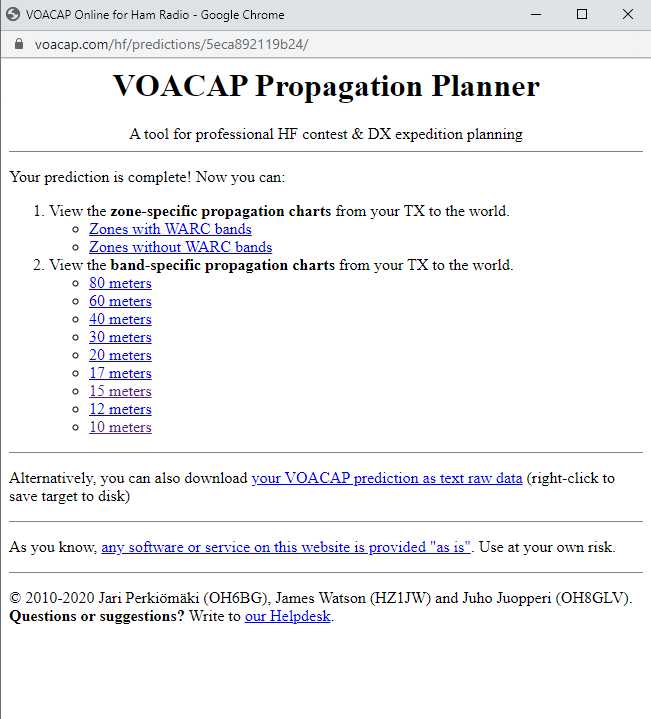 VOACAP Online for Ham Radio - Google Chrome
voacap.com/hf/predictions/5eca892119b24/
VOACAP Propagation Planner
A tool for professional HF contest & DX expedition planning
Your prediction is complete! Now you can:
1. View the zone-specific propagation charts from your TX to the world.
Zones with WARC bands
Zones without WARC bands
2. View the band-specific propagation charts from your TX to the world.
80 meters
60 meters
40 meters
30 meters
20 meters
17 meters
15 meters
12 meters
10 meters
Alternatively, you can also download your VOACAP prediction as text raw data (right-click to
save target to disk)
As you know, any software or service on this website is provided "as is". Use at your own risk.
© 2010-2020 Jari Perkiömäki (OH6BG), James Watson (HZ1JW) and Juho Juopperi (OH8GLV).
Questions or suggestions? Write to our Helpdesk.